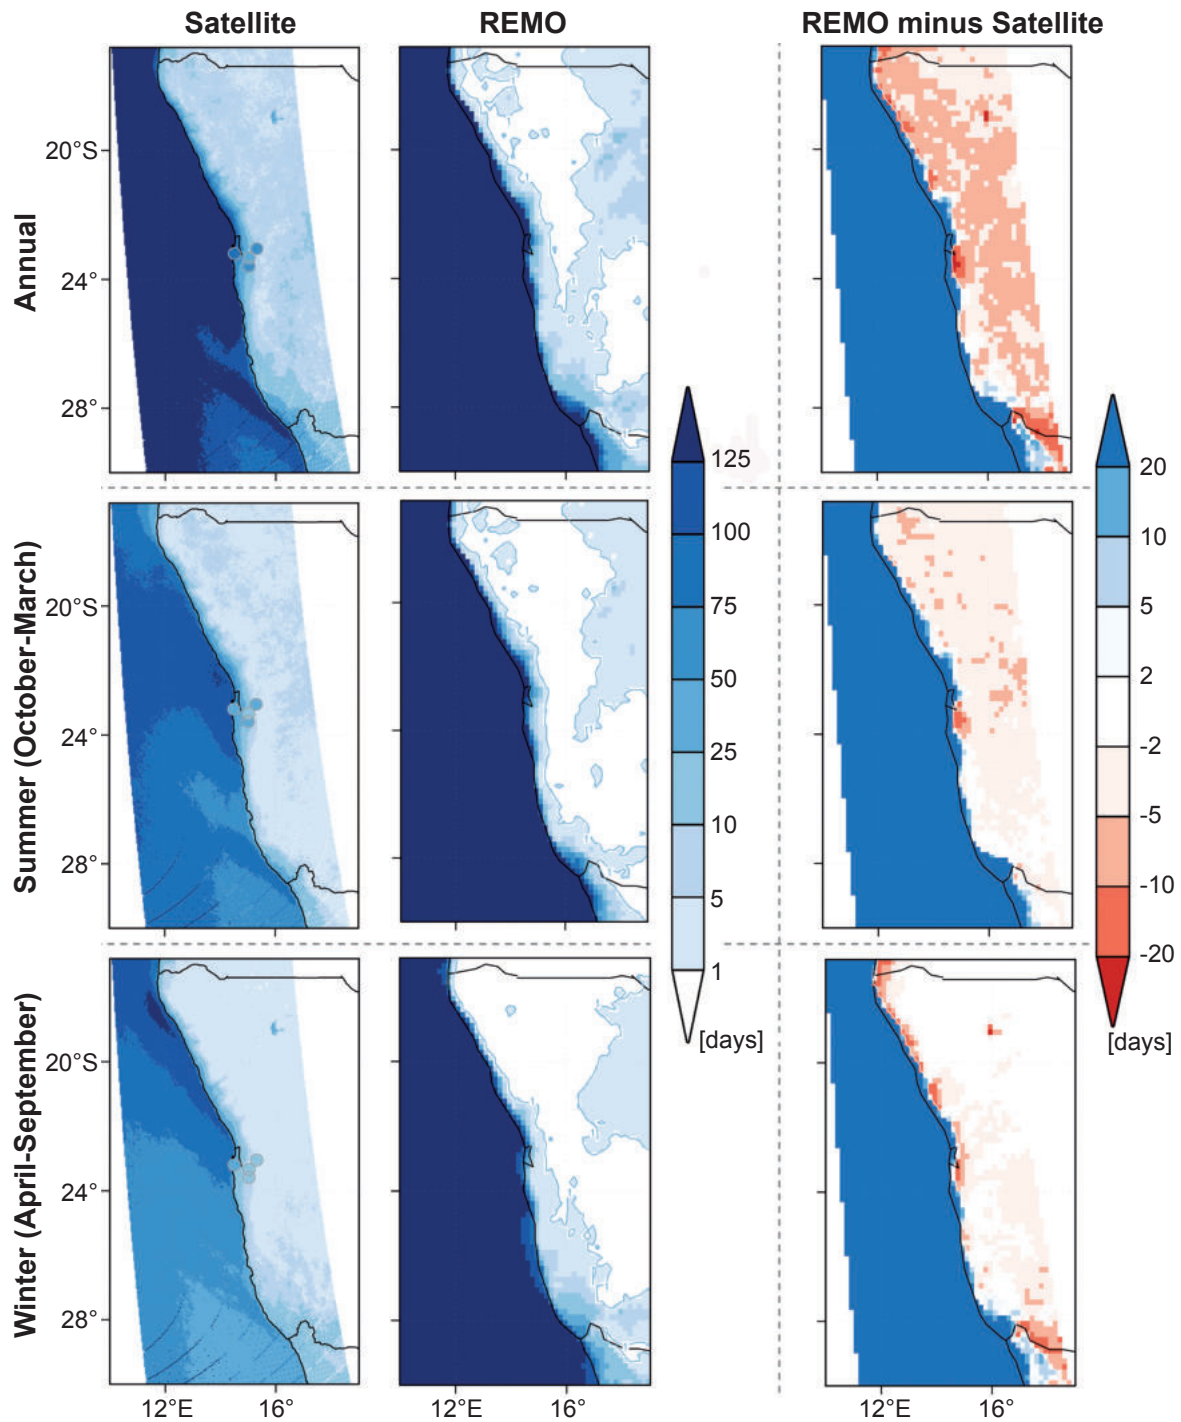 Satellite
REMO
REMO minus Satellite
Annual
20°S
24°
28°
125
100
75
50
25
10
5
1
[days]
20
10
5
2
-2
-5
-10
-20
[days]
12°E
16°
Summer (October-March)
20°S
24°
28°
Winter (April-September)
20°S
24°
28°
12°E
16°
12°E
16°